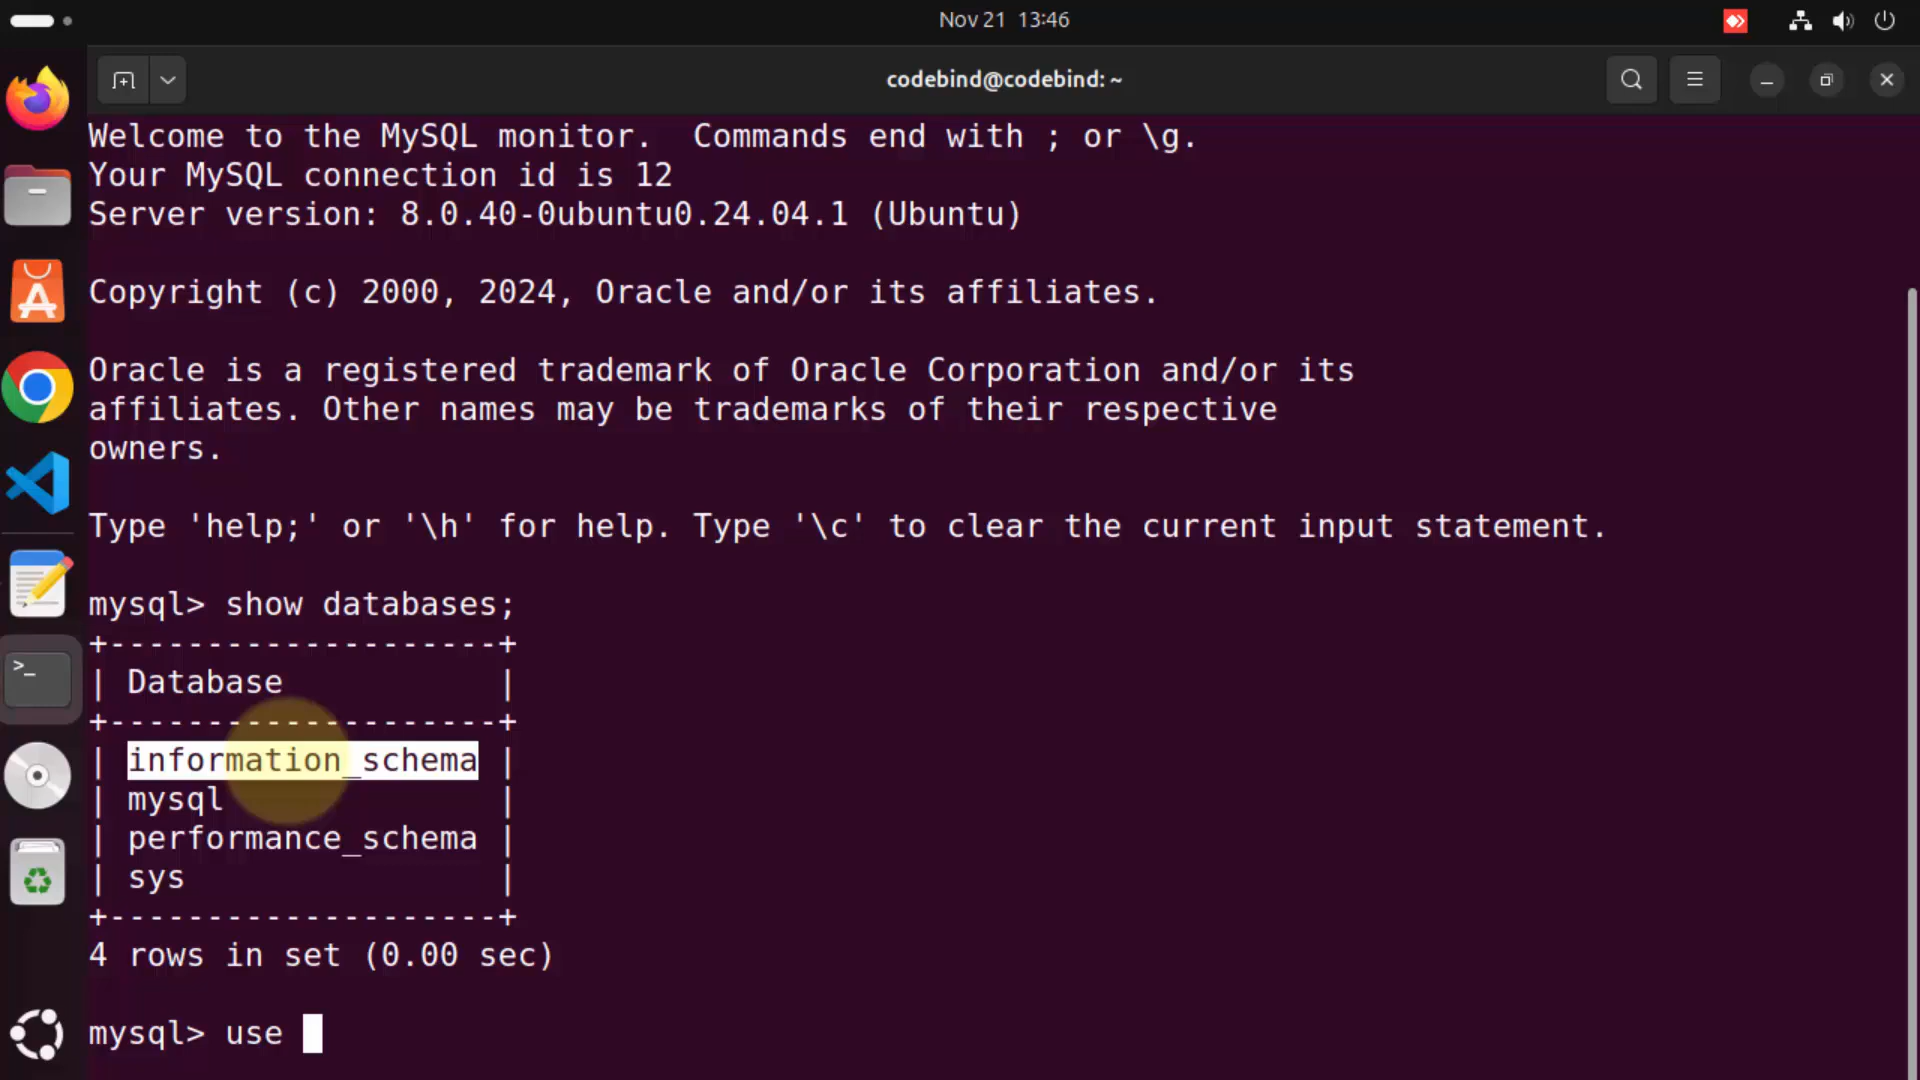 Nov 21 13:46
codebind@codebind: ~
Welcome to the MySQL monitor.  Commands end with ; or \g.
Your MySQL connection id is 12
Server version: 8.0.40-0ubuntu0.24.04.1 (Ubuntu)
Copyright (c) 2000, 2024, Oracle and/or its affiliates.
Oracle is a registered trademark of Oracle Corporation and/or its
affiliates. Other names may be trademarks of their respective
owners.
Type 'help;' or '\h' for help. Type '\c' to clear the current input statement.
mysql> show databases;
+--------------------+
| Database           |
+--------------------+
| information_schema |
| mysql              |
| performance_schema |
| sys                |
+--------------------+
4 rows in set (0.00 sec)
mysql> use